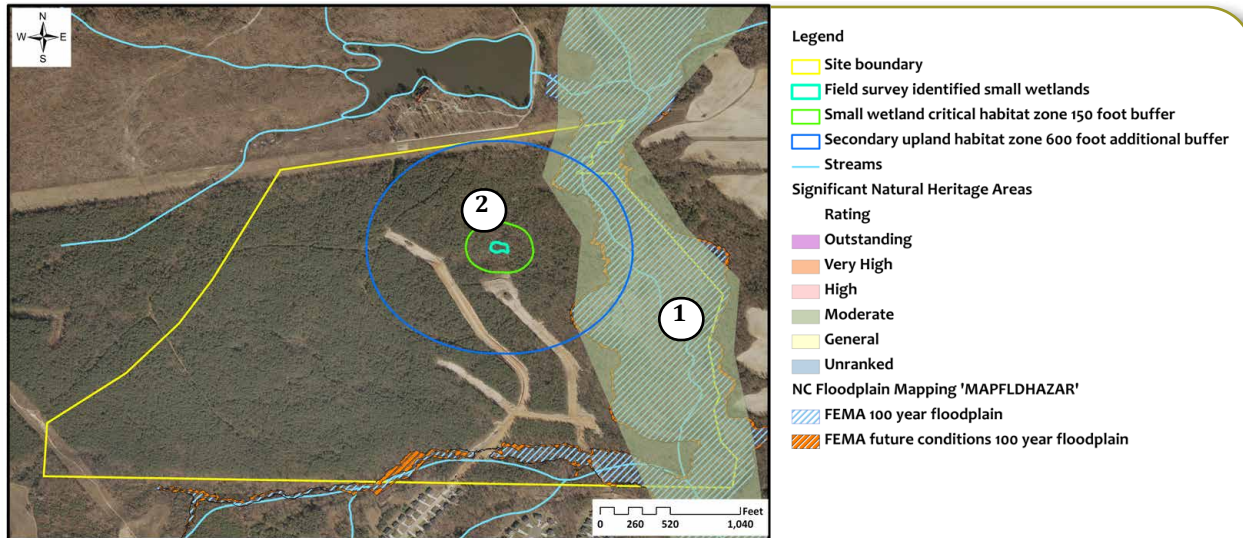 N
W E
S
2
1
Feet
0 260 520 1,040
Legend
Site boundary
Field survey identified small wetlands
Small wetland critical habitat zone 150 foot buffer
Secondary upland habitat zone 600 foot additional buffer
Streams
Significant Natural Heritage Areas
Rating
Outstanding
Very High
High
Moderate
General
Unranked
NC Floodplain Mapping 'MAPFLDHAZAR'
FEMA 100 year floodplain
FEMA future conditions 100 year floodplain